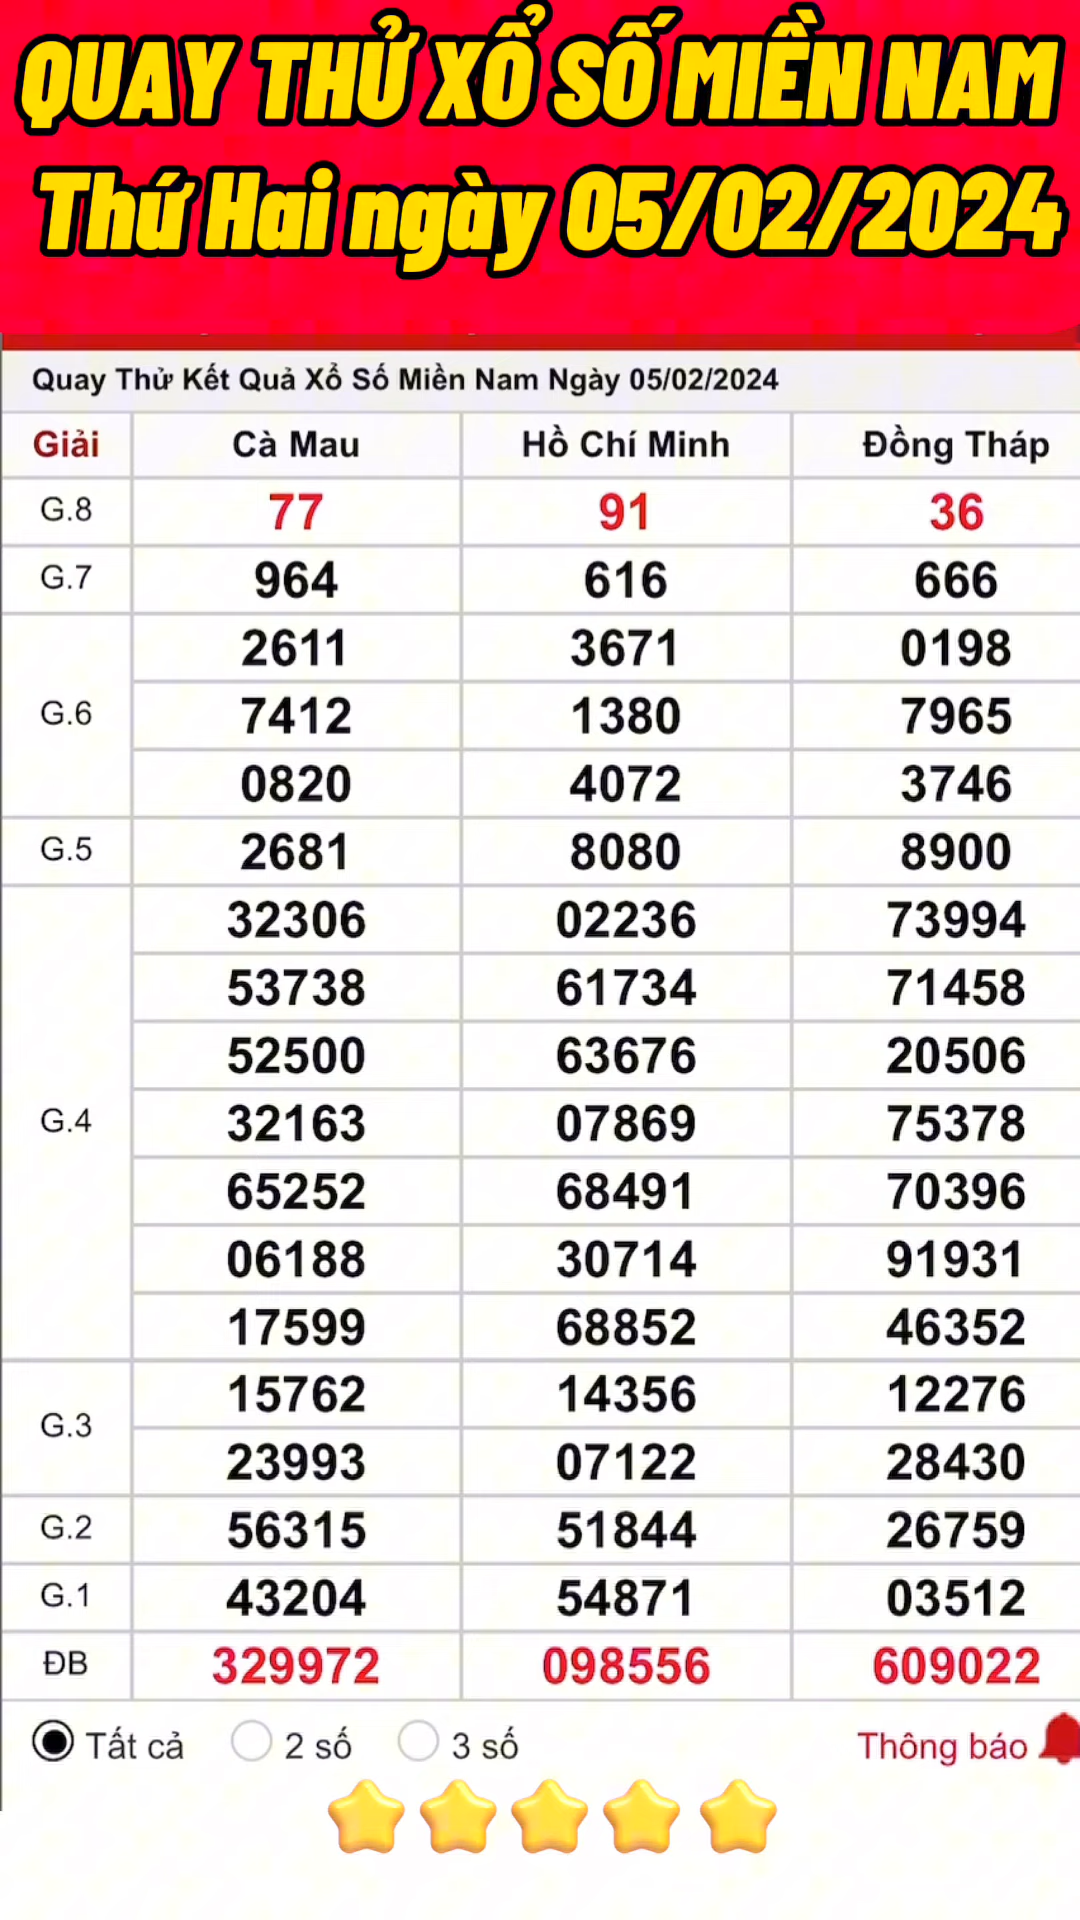 QUAY THỬ XỔ SỐ MIỀN NAM
Thứ Hai ngày 05/02/2024
Quay Thử Kết Quả Xổ Số Miền Nam Ngày 05/02/2024
Giải Cà Mau Hồ Chí Minh Đồng Tháp
G.8 77 91 36
G.7 964 616 666
2611 3671 0198
G.6 7412 1380 7965
0820 4072 3746
G.5 2681 8080 8900
32306 02236 73994
53738 61734 71458
52500 63676 20506
G.4 32163 07869 75378
65252 68491 70396
06188 30714 91931
17599 68852 46352
G.3 15762 14356 12276
23993 07122 28430
G.2 56315 51844 26759
G.1 43204 54871 03512
ĐB 329972 098556 609022
Tất cả 2 số 3 số Thông báo